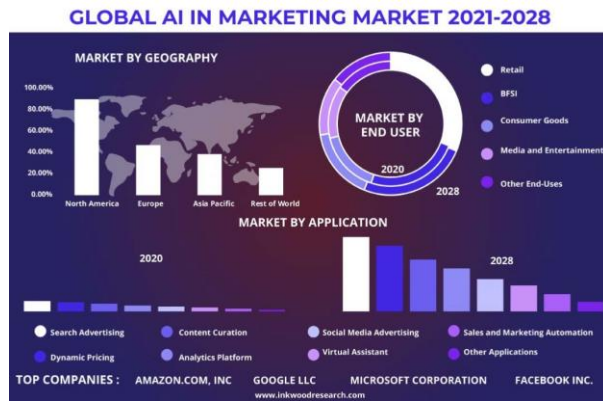 GLOBAL AI IN MARKETING MARKET 2021-2028
MARKET BY GEOGRAPHY
100.00%
80.00%
60.00%
40.00%
20.00%
0.00%
North America
Europe
Asia Pacific
Rest of World
MARKET BY
END USER
2020
2028
Retail
BFSI
Consumer Goods
Media and Entertainment
Other End-Uses
MARKET BY APPLICATION
2020
2028
Search Advertising
Content Curation
Social Media Advertising
Sales and Marketing Automation
Dynamic Pricing
Analytics Platform
Virtual Assistant
Other Applications
TOP COMPANIES : AMAZON.COM, INC GOOGLE LLC MICROSOFT CORPORATION FACEBOOK INC.
www.inkwoodresearch.com